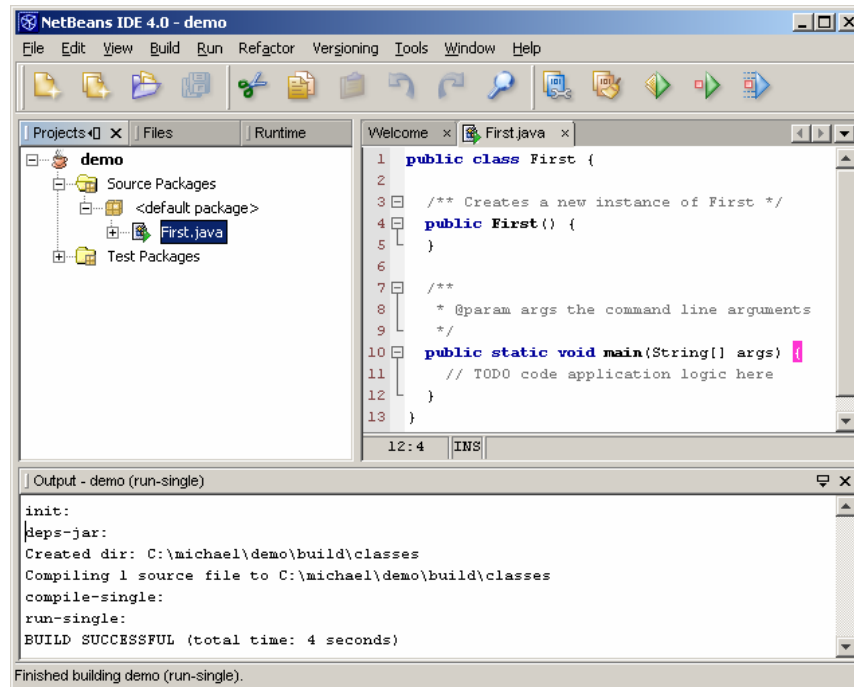 NetBeans IDE 4.0 - demo
File Edit View Build Run Refactor Versioning Tools Window Help
Projects Files Runtime
demo
Source Packages
<default package>
First.java
Test Packages
Welcome First.java
1 public class First {
2
3 /** Creates a new instance of First */
4 public First() {
5 }
6
7 /**
8 * @param args the command line arguments
9 */
10 public static void main(String[] args) {
11 // TODO code application logic here
12 }
13 }
12:4 INS
Output - demo (run-single)
init:
deps-jar:
Created dir: C:\michael\demo\build\classes
Compiling 1 source file to C:\michael\demo\build\classes
compile-single:
run-single:
BUILD SUCCESSFUL (total time: 4 seconds)
Finished building demo (run-single).